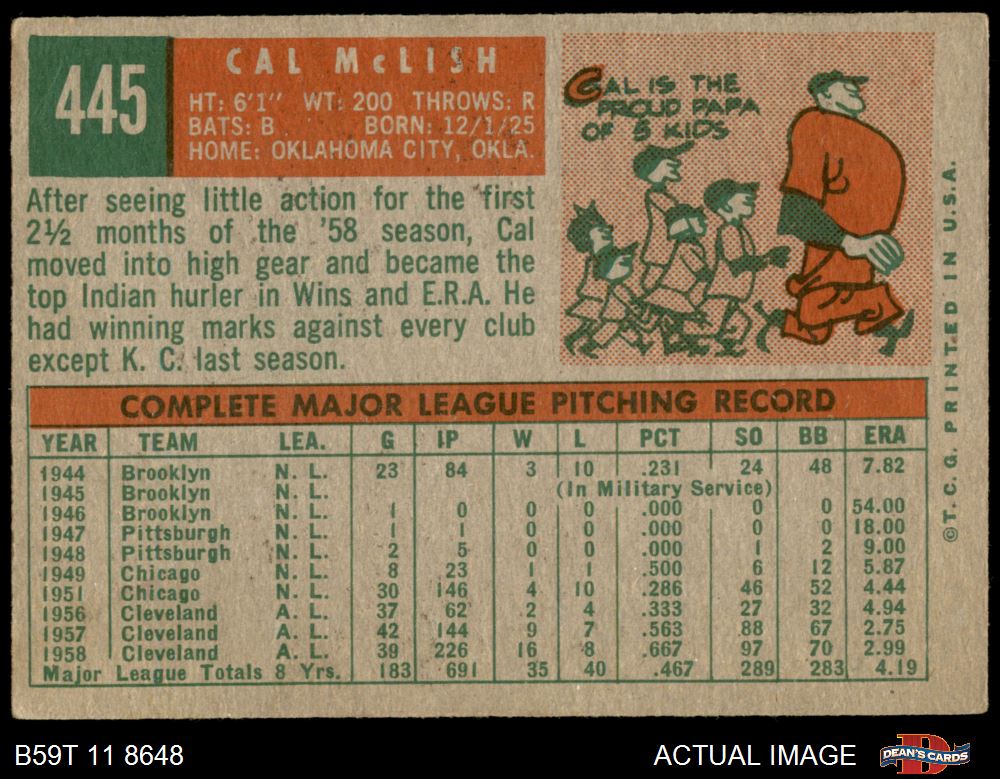 445
CAL McLISH
HT: 6'1" WT: 200 THROWS: R
BATS: B BORN: 12/1/25
HOME: OKLAHOMA CITY, OKLA.
CAL IS THE
PROUD PAPA
OF 5 KIDS
After seeing little action for the first
2½ months of the '58 season, Cal
moved into high gear and became the
top Indian hurler in Wins and E.R.A. He
had winning marks against every club
except K. C. last season.
COMPLETE MAJOR LEAGUE PITCHING RECORD
YEAR TEAM LEA. G IP W L PCT SO BB ERA
1944 Brooklyn N. L. 23 84 3 10 .231 24 48 7.82
1945 Brooklyn N. L. (In Military Service)
1946 Brooklyn N. L. 1 0 0 0 .000 0 0 54.00
1947 Pittsburgh N. L. 1 1 0 0 .000 0 0 18.00
1948 Pittsburgh N. L. 2 5 0 0 .000 1 2 9.00
1949 Chicago N. L. 8 23 1 1 .500 6 12 5.87
1951 Chicago N. L. 30 146 4 10 .286 46 52 4.44
1956 Cleveland A. L. 37 62 2 4 .333 27 32 4.94
1957 Cleveland A. L. 42 144 9 7 .563 88 67 2.75
1958 Cleveland A. L. 39 226 16 8 .667 97 70 2.99
Major League Totals 8 Yrs. 183 691 35 40 .467 289 283 4.19
©T. C. G. PRINTED IN U.S.A.
B59T 11 8648
ACTUAL IMAGE
D
DEAN'S CARDS